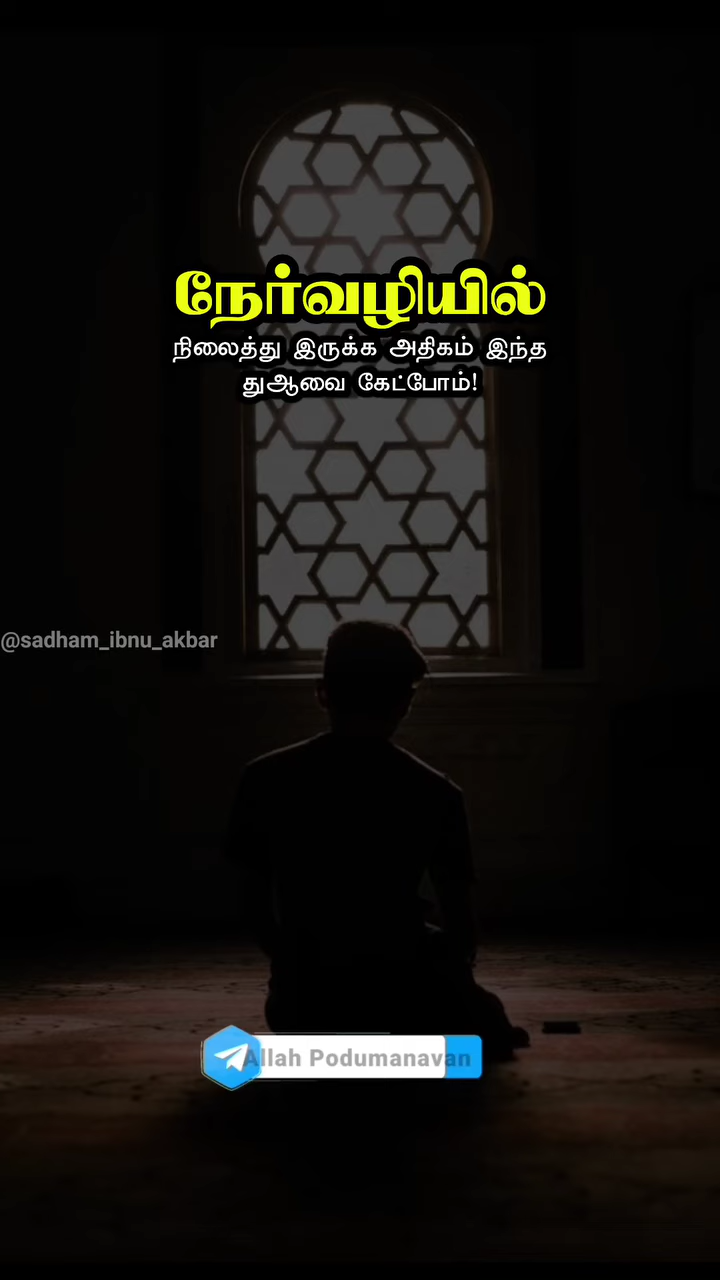 நேர்வழியில்
நிலைத்து இருக்க அதிகம் இந்த
துஆவை கேட்போம்!
@sadham_ibnu_akbar
Allah Podumanavan